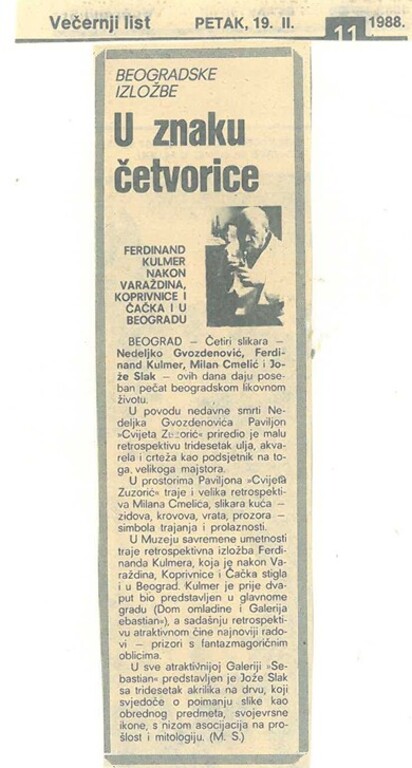 Večernji list PETAK, 19. II. 11 1988.
BEOGRADSKE
IZLOŽBE
U znaku
četvorice
FERDINAND
KULMER
NAKON
VARAŽDINA,
KOPRIVNICE I
ČAČKA I U
BEOGRADU
BEOGRAD — Četiri slikara —
Nedeljko Gvozdenović, Ferdi-
nand Kulmer, Milan Cmelić i Jo-
že Slak — ovih dana daju pose-
ban pečat beogradskom likovnom
životu.
U povodu nedavne smrti Ne-
deljka Gvozdenovića Paviljon
»Cvijeta Zuzorić« priredio je malu
retrospektivu tridesetak ulja, akva-
rela i crteža kao podsjetnik na to-
ga, velikoga majstora.
U prostorima Paviljona »Cvijeta
Zuzorić« traje i velika retrospekti-
va Milana Cmelića, slikara kuća —
zidova, krovova, vrata, prozora —
simbola trajanja i prolaznosti.
U Muzeju savremene umetnosti
traje retrospektivna izložba Ferdi-
nanda Kulmera, koja je nakon Va-
raždina, Koprivnice i Čačka stigla
i u Beograd. Kulmer je prije dva-
put bio predstavljen u glavnome
gradu (Dom omladine i Galerija
ebastian»), a sadašnju retrospekti-
vu atraktivnom čine najnoviji rado-
vi — prizori s fantazmagoričnim
oblicima.
U sve atraktivnijoj Galeriji »Se-
bastian« predstavljen je Jože Slak
sa tridesetak akrilika na drvu, koji
svjedoče o poimanju slike kao
obrednog predmeta, svojevrsne
ikone, s nizom asocijacija na pro-
šlost i mitologiju. (M. S.)